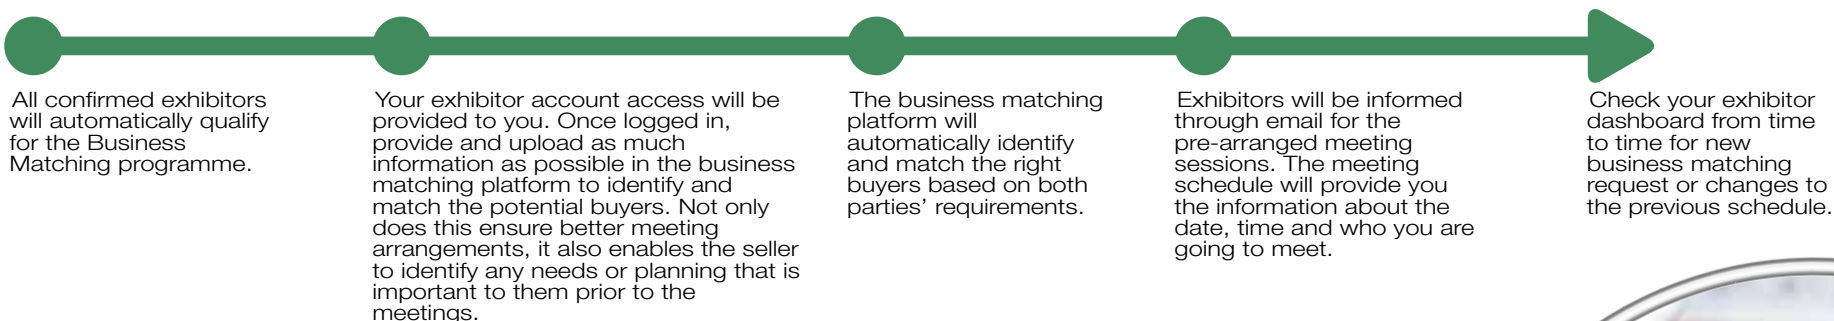 All confirmed exhibitors
will automatically qualify
for the Business
Matching programme.
Your exhibitor account access will be
provided to you. Once logged in,
provide and upload as much
information as possible in the business
matching platform to identify and
match the potential buyers. Not only
does this ensure better meeting
arrangements, it also enables the seller
to identify any needs or planning that is
important to them prior to the
meetings.
The business matching
platform will
automatically identify
and match the right
buyers based on both
parties’ requirements.
Exhibitors will be informed
through email for the
pre-arranged meeting
sessions. The meeting
schedule will provide you
the information about the
date, time and who you are
going to meet.
Check your exhibitor
dashboard from time
to time for new
business matching
request or changes to
the previous schedule.